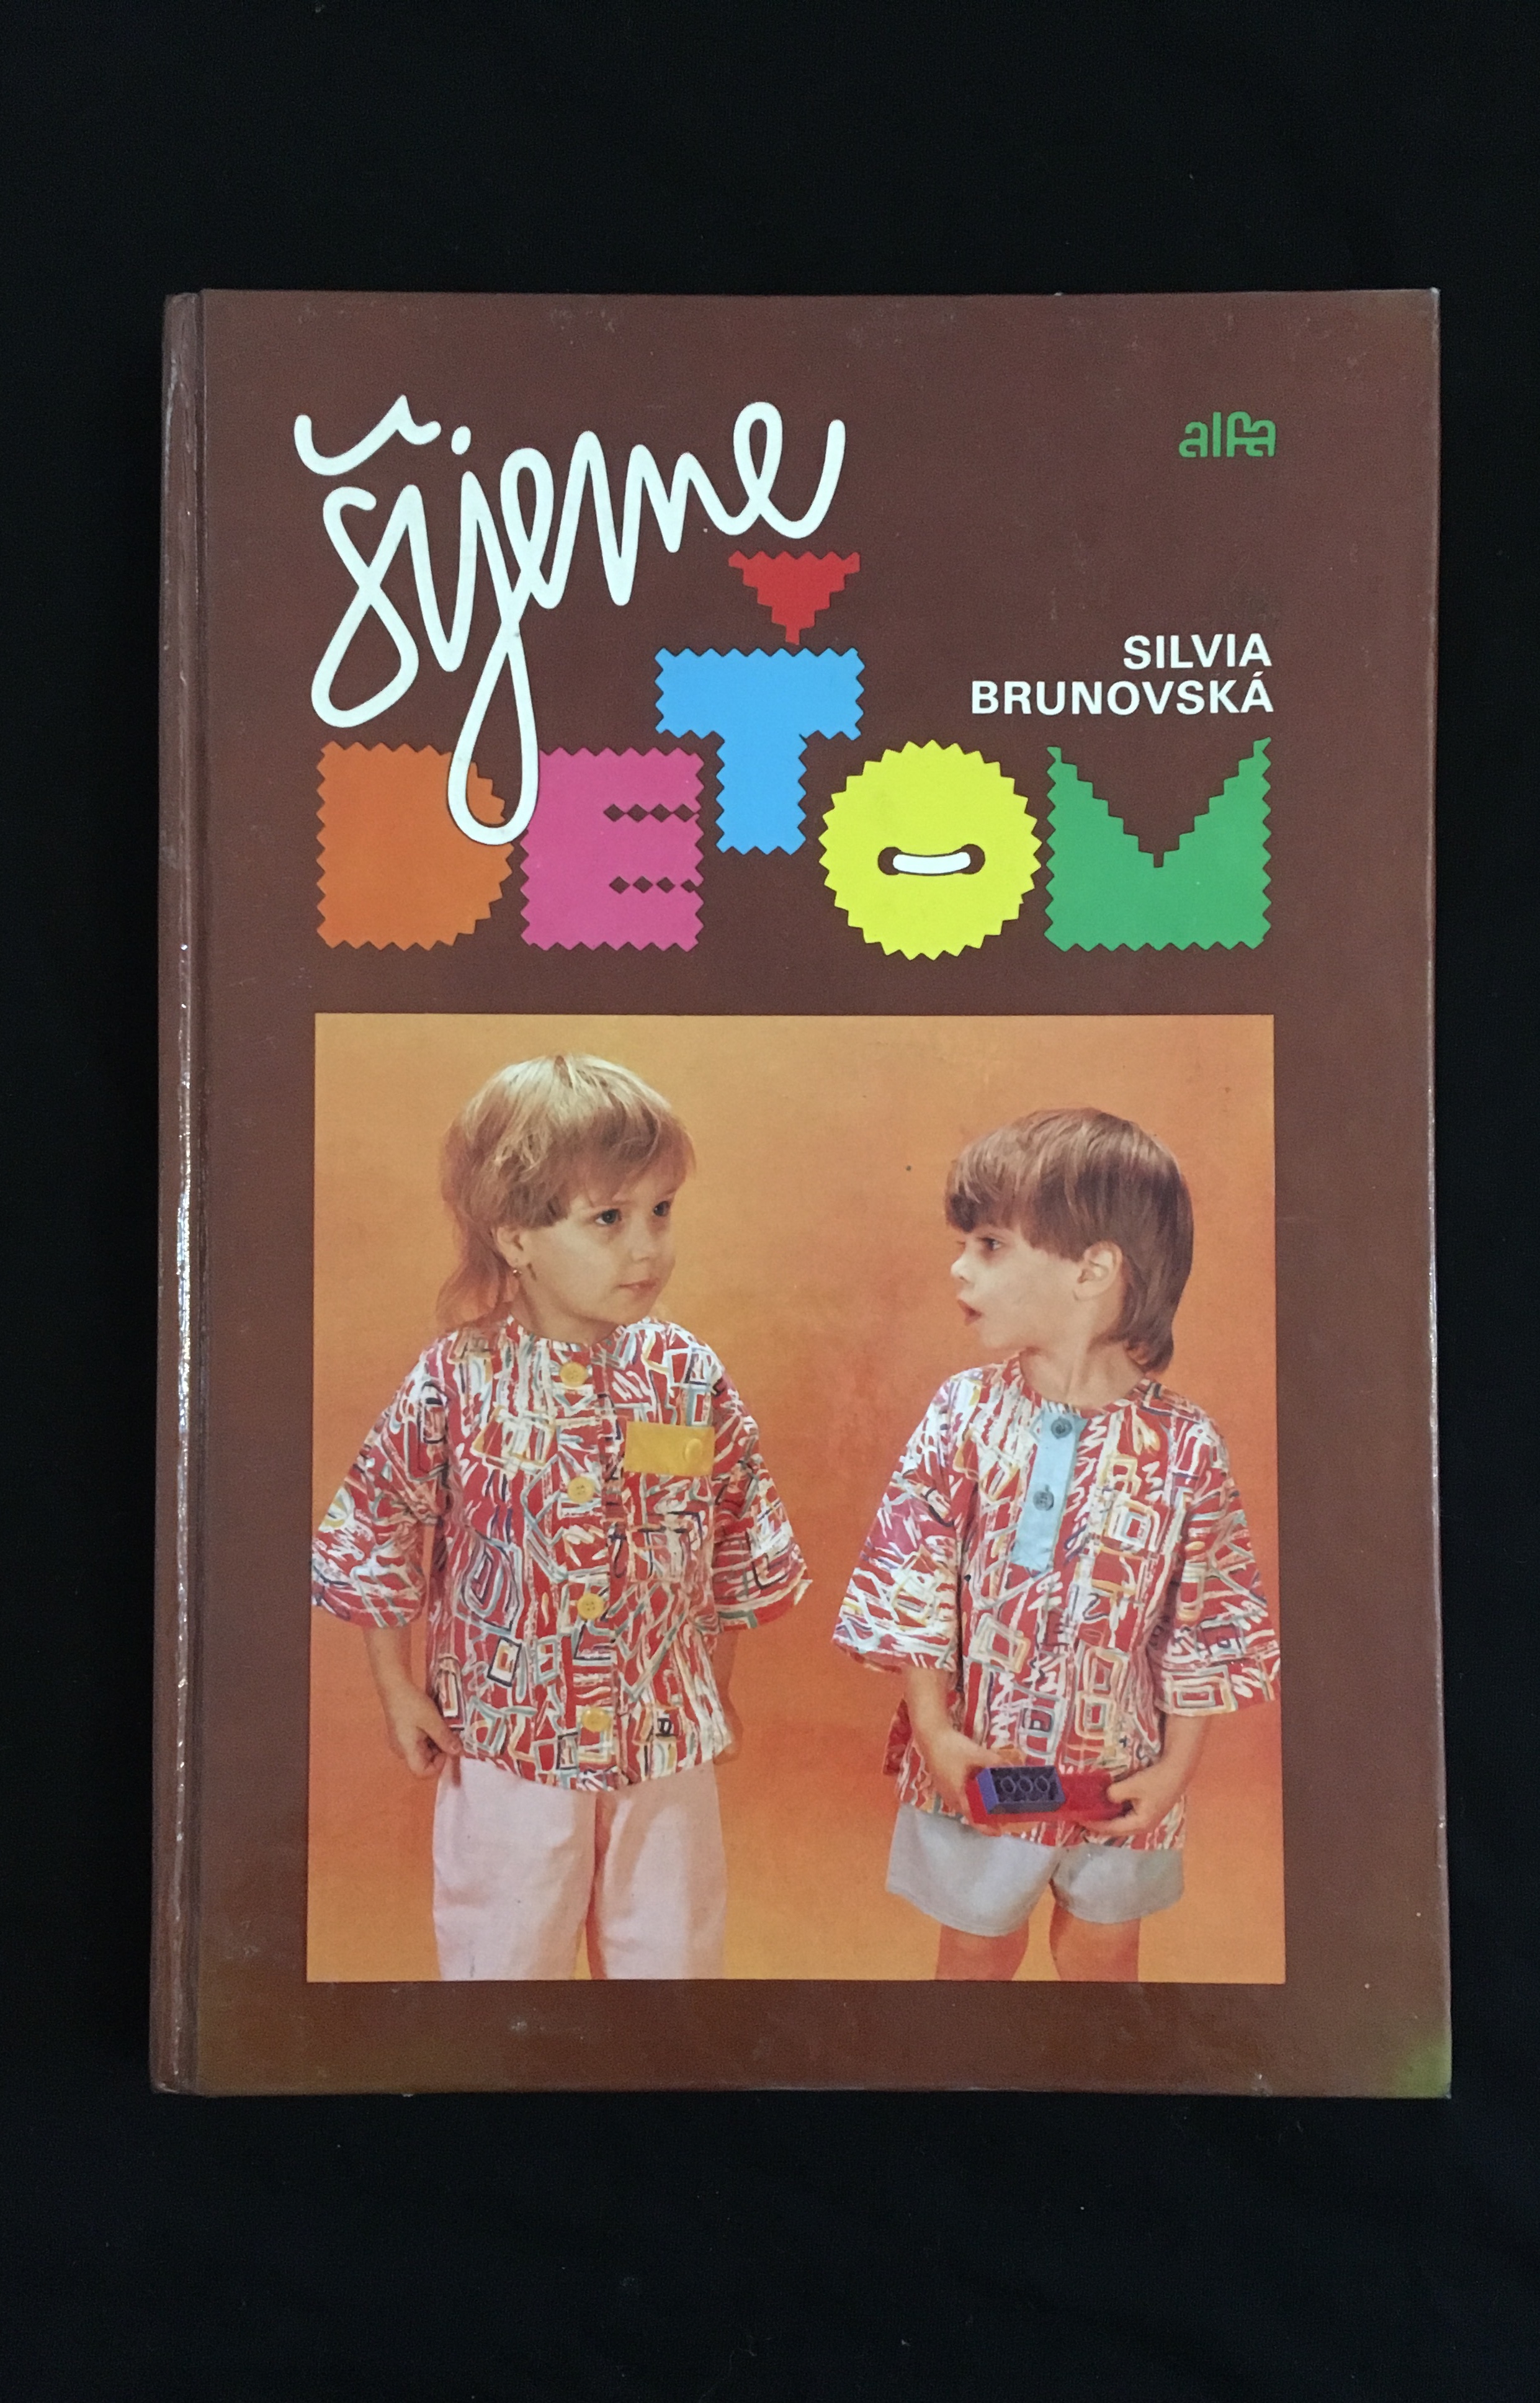 šijeme
alfa
SILVIA
BRUNOVSKÁ
DEŤOM